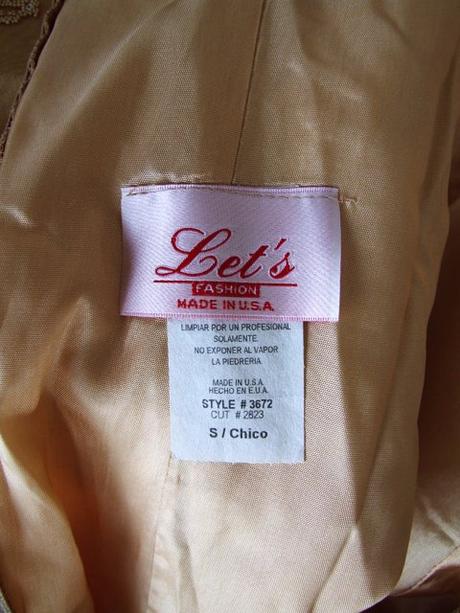 Let's
FASHION
MADE IN U.S.A.
LIMPIAR POR UN PROFESIONAL
SOLAMENTE.
NO EXPONER AL VAPOR
LA PIEDRERIA.
MADE IN U.S.A.
HECHO EN E.U.A.
STYLE # 3672
CUT # 2823
S / Chico